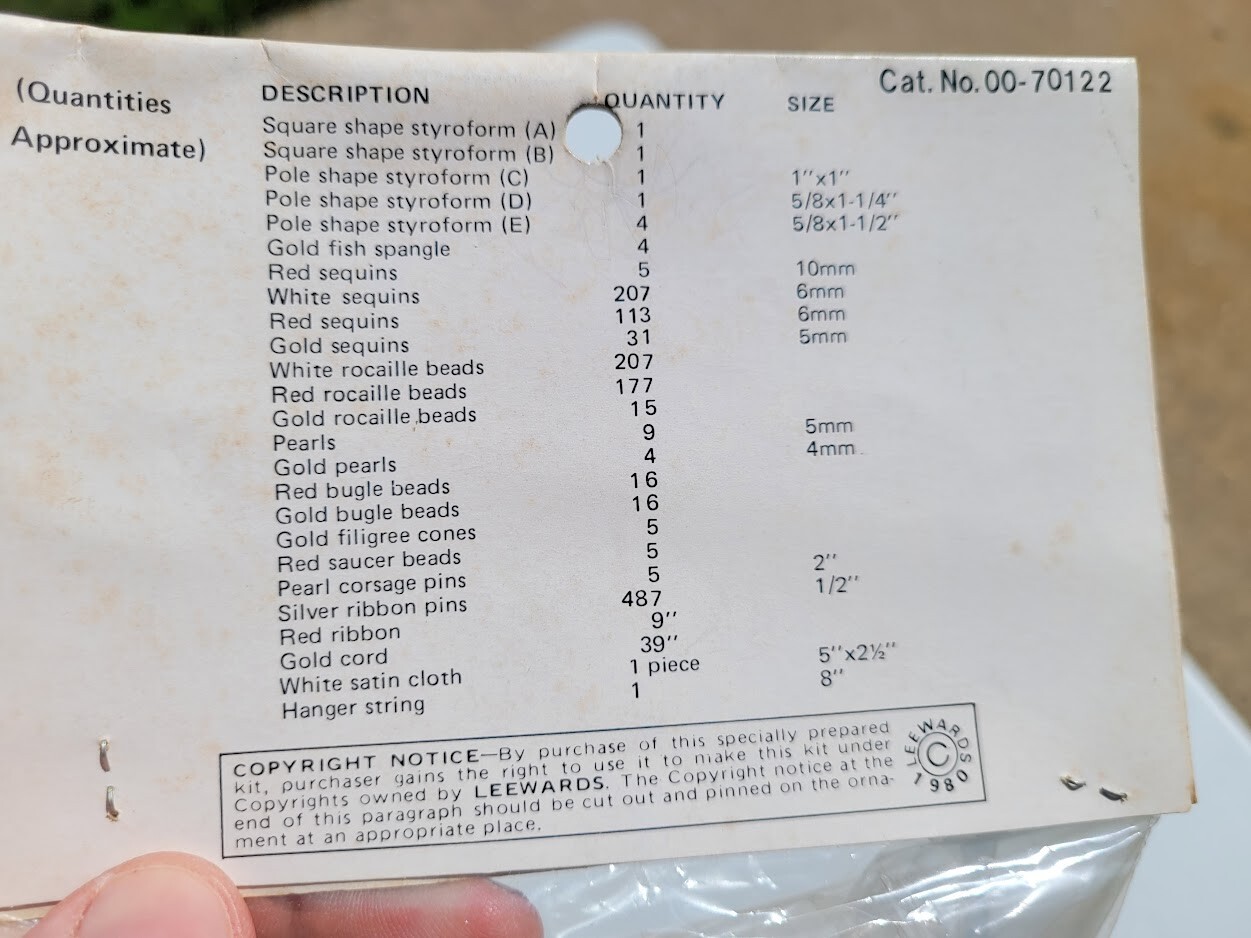 Cat. No. 00-70122
(Quantities
Approximate)
DESCRIPTION QUANTITY SIZE
Square shape styroform (A) 1
Square shape styroform (B) 1
Pole shape styroform (C) 1 1"x1"
Pole shape styroform (D) 1 5/8x1-1/4"
Pole shape styroform (E) 4 5/8x1-1/2"
Gold fish spangle 4
Red sequins 5 10mm
White sequins 207 6mm
Red sequins 113 6mm
Gold sequins 31 5mm
White rocaille beads 207
Red rocaille beads 177
Gold rocaille beads 15
Pearls 9 5mm
Gold pearls 4 4mm
Red bugle beads 16
Gold bugle beads 16
Gold filigree cones 5
Red saucer beads 5
Pearl corsage pins 5 2"
Silver ribbon pins 487 1/2"
Red ribbon 9"
Gold cord 39"
White satin cloth 1 piece 5"x2½"
Hanger string 1 8"
COPYRIGHT NOTICE—By purchase of this specially prepared
kit, purchaser gains the right to use it to make this kit under
Copyrights owned by LEEWARDS. The Copyright notice at the
end of this paragraph should be cut out and pinned on the orna-
ment at an appropriate place.
LEEWARDS
©
1980